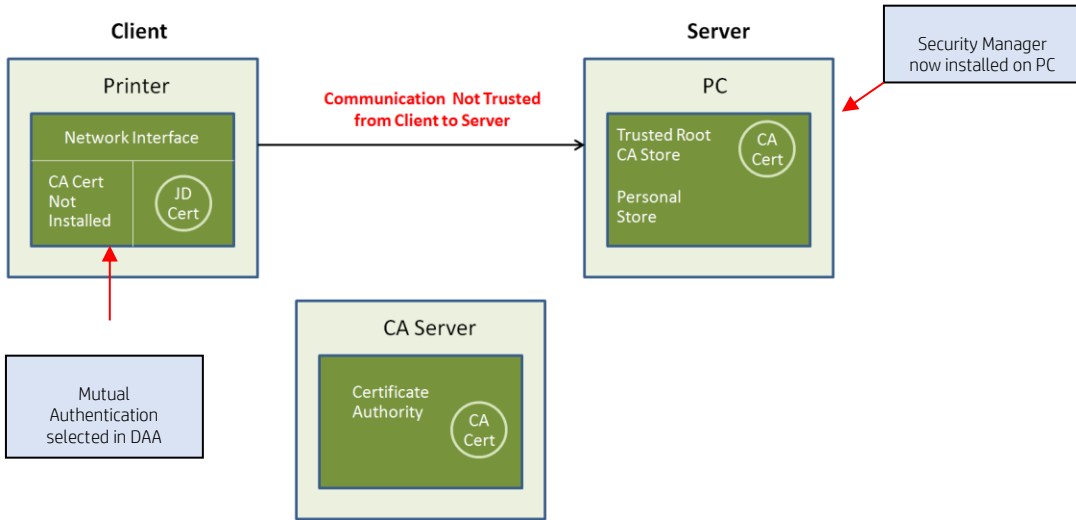 Client
Server
Security Manager
now installed on PC
Printer
Communication Not Trusted
from Client to Server
PC
Network Interface
CA Cert
Not
Installed
JD
Cert
Trusted Root
CA Store
CA
Cert
Personal
Store
CA Server
Mutual
Authentication
selected in DAA
Certificate
Authority
CA
Cert